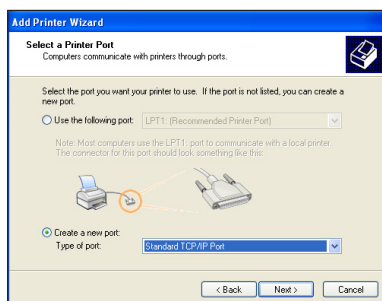 Add Printer Wizard
Select a Printer Port
Computers communicate with printers through ports.
Select the port you want your printer to use. If the port is not listed, you can create a
new port.
Use the following port: LPT1: (Recommended Printer Port)
Note: Most computers use the LPT1: port to communicate with a local printer.
The connector for this port should look something like this:
Create a new port:
Type of port: Standard TCP/IP Port
< Back Next > Cancel